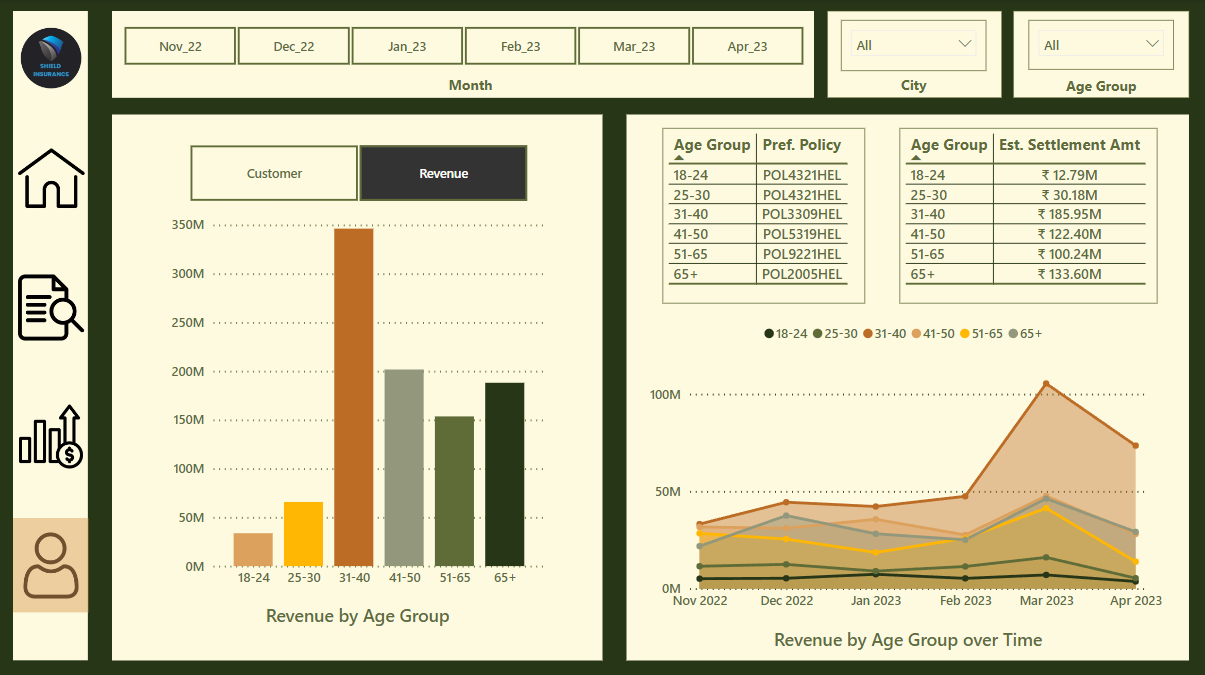 SHIELD
INSURANCE
Nov_22 Dec_22 Jan_23 Feb_23 Mar_23 Apr_23
Month
All
City
All
Age Group
Customer Revenue
350M
300M
250M
200M
150M
100M
50M
0M
18-24 25-30 31-40 41-50 51-65 65+
Revenue by Age Group
Age Group Pref. Policy
18-24 POL4321HEL
25-30 POL4321HEL
31-40 POL3309HEL
41-50 POL5319HEL
51-65 POL9221HEL
65+ POL2005HEL
Age Group Est. Settlement Amt
18-24 ₹ 12.79M
25-30 ₹ 30.18M
31-40 ₹ 185.95M
41-50 ₹ 122.40M
51-65 ₹ 100.24M
65+ ₹ 133.60M
18-24 25-30 31-40 41-50 51-65 65+
100M
50M
0M
Nov 2022 Dec 2022 Jan 2023 Feb 2023 Mar 2023 Apr 2023
Revenue by Age Group over Time